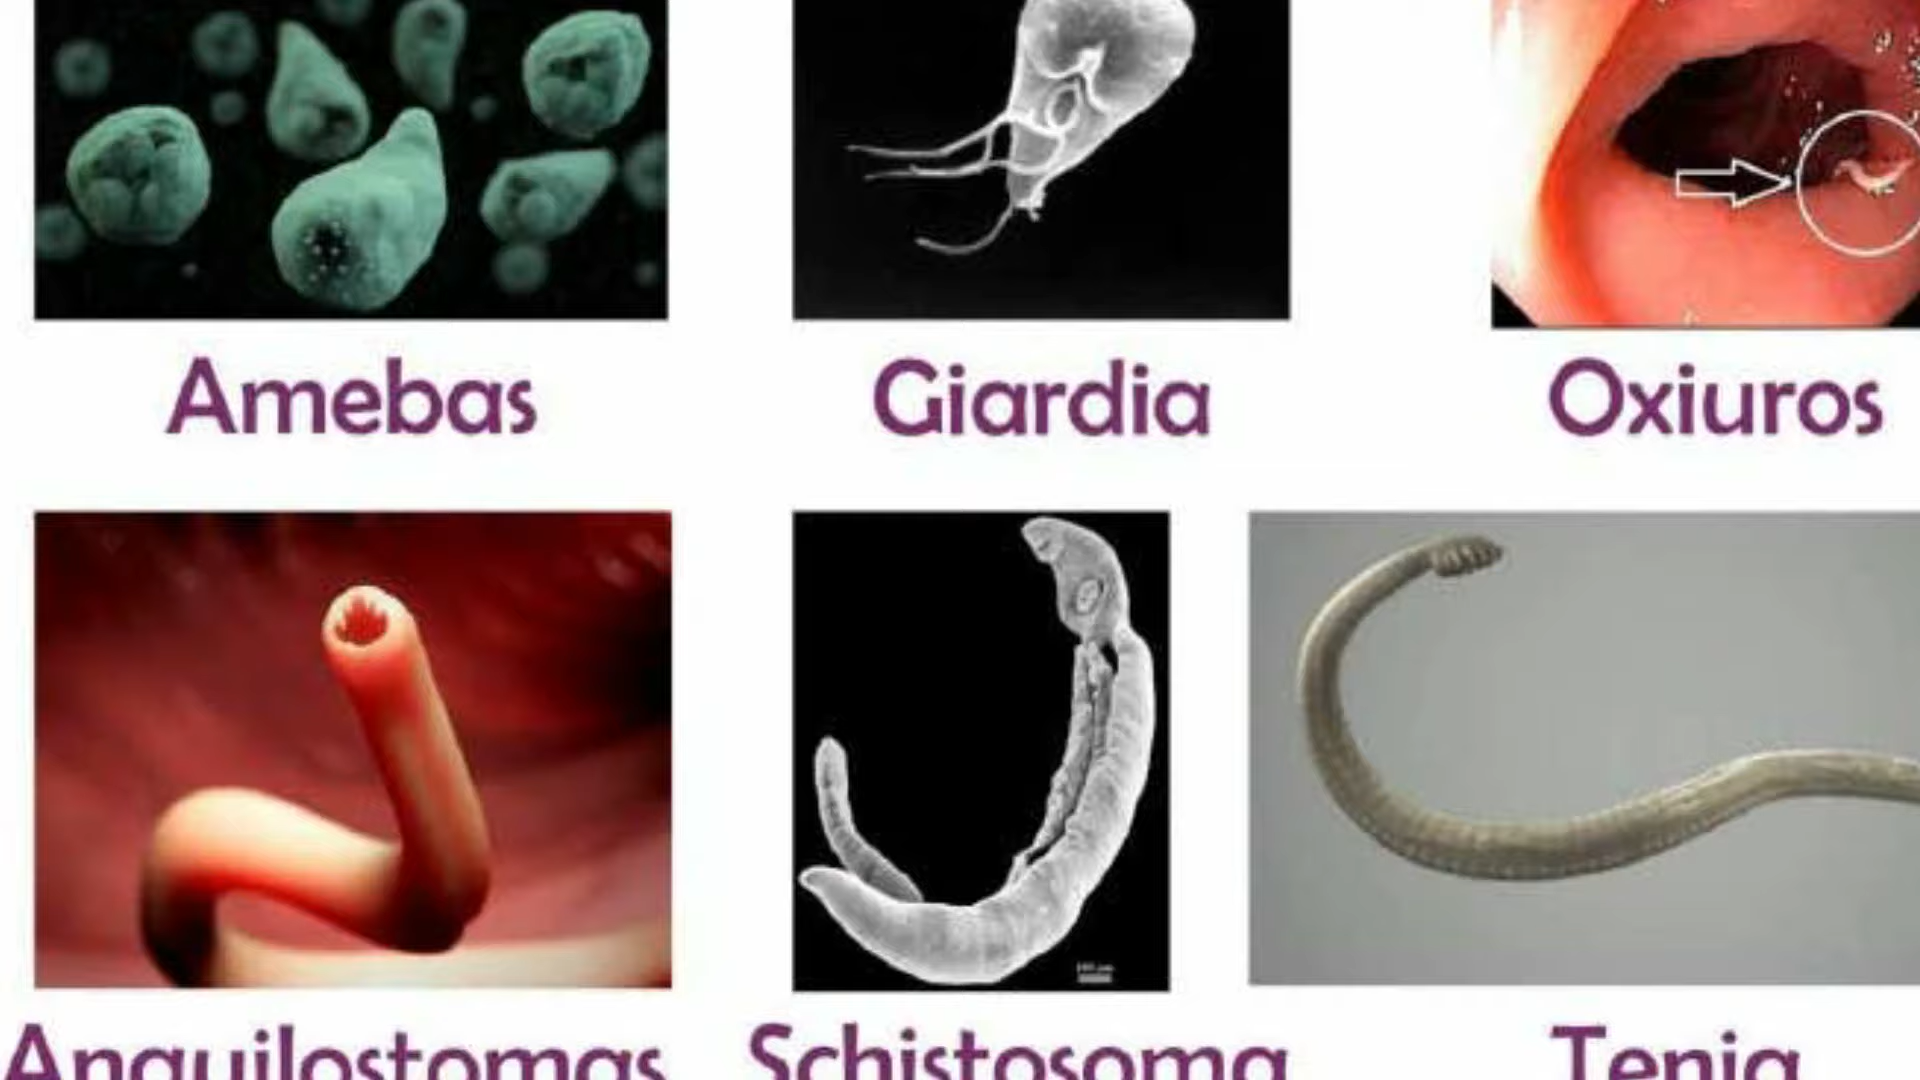 Amebas
Giardia
Oxiuros
Anquilostomas
Schistosoma
Tenia